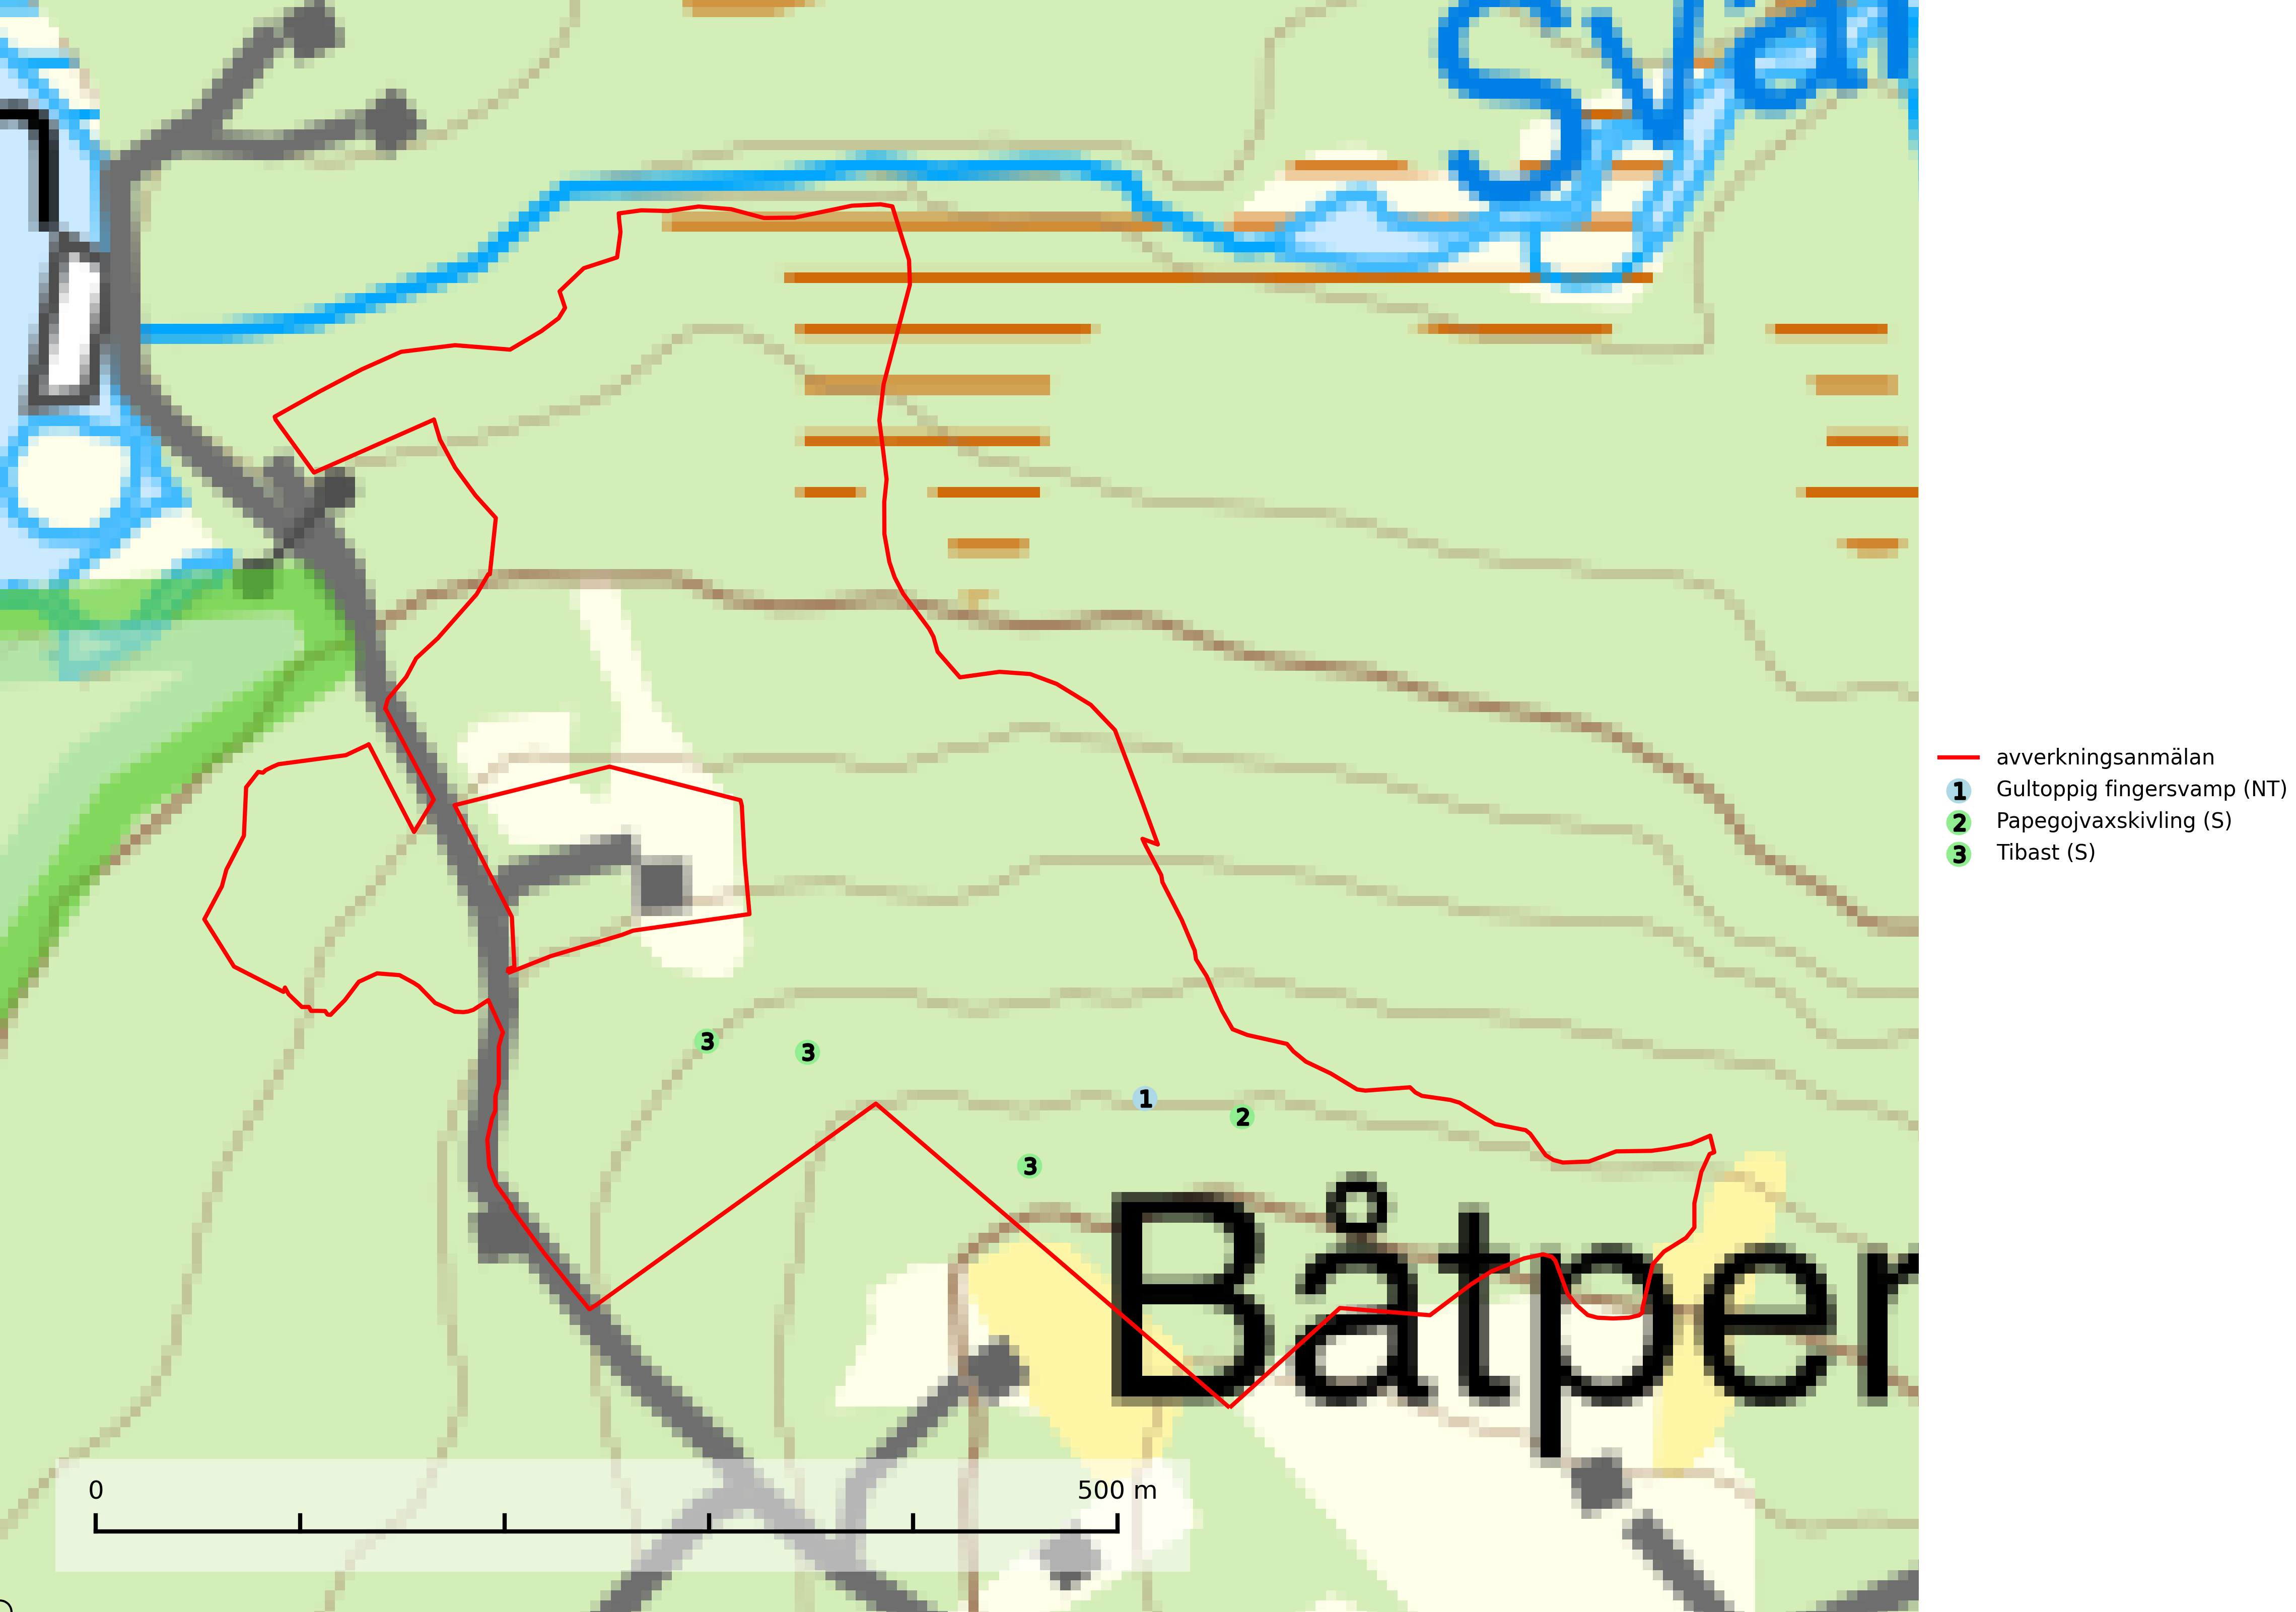 avverkningsanmälan
1 Gultoppig fingersvamp (NT)
2 Papegojvaxskivling (S)
3 Tibast (S)
3
3
1
2
3
Båtper
0
500 m